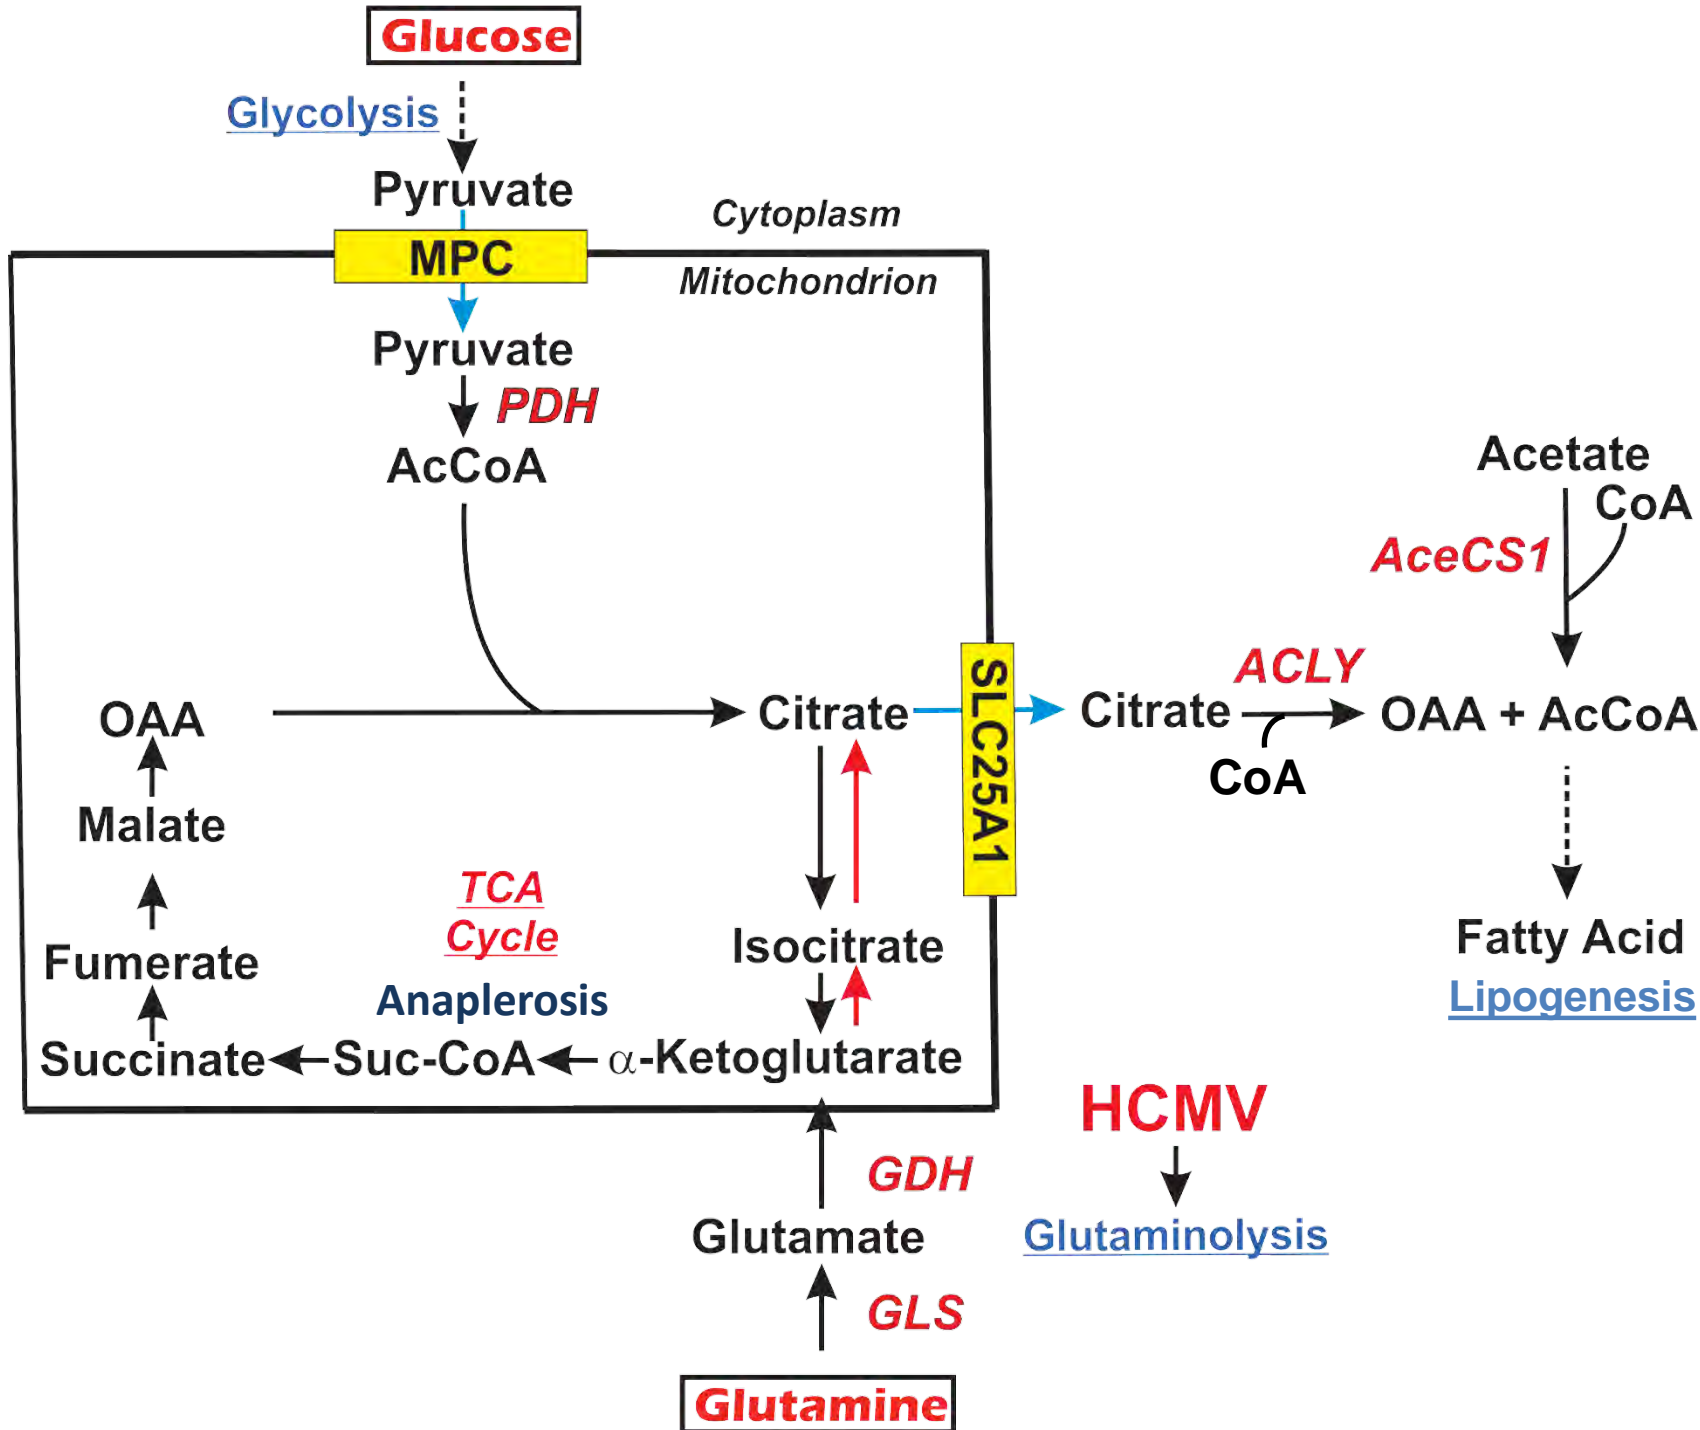 Glucose
Glycolysis
Pyruvate
Cytoplasm
MPC
Mitochondrion
Pyruvate
PDH
AcCoA
Acetate
CoA
AceCS1
ACLY
OAA
Citrate
SLC25A1
Citrate
OAA + AcCoA
CoA
Malate
TCA
Cycle
Isocitrate
Fumerate
Anaplerosis
Fatty Acid
Lipogenesis
Succinate
Suc-CoA
α-Ketoglutarate
HCMV
GDH
Glutamate
Glutaminolysis
GLS
Glutamine